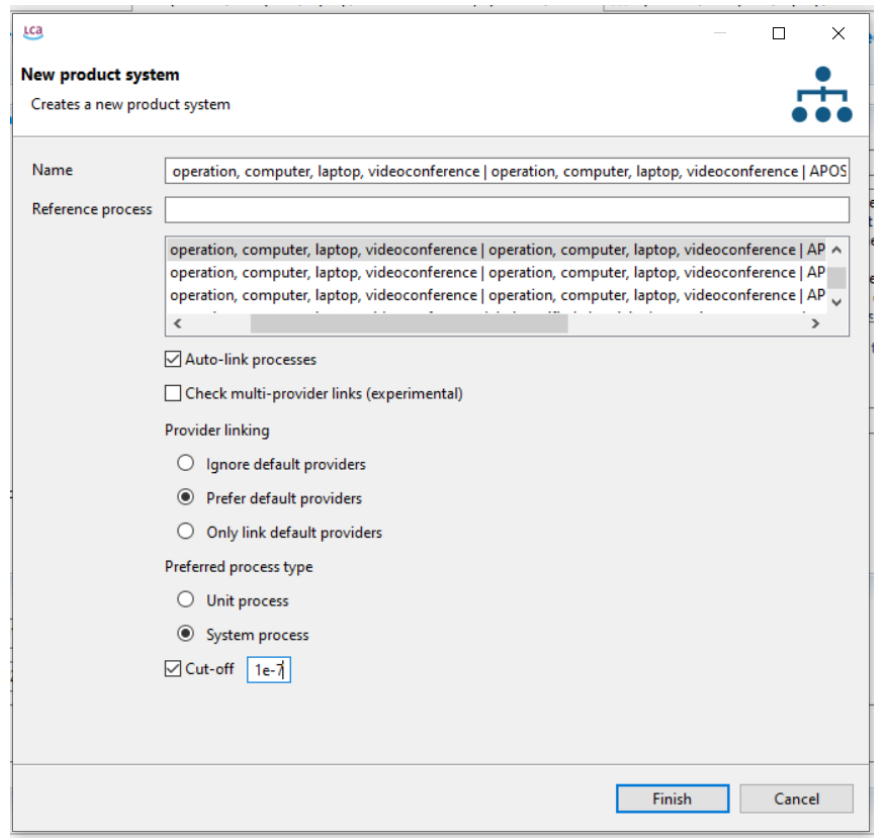 LCA
New product system
Creates a new product system
Name
operation, computer, laptop, videoconference | operation, computer, laptop, videoconference | APOS
Reference process
operation, computer, laptop, videoconference | operation, computer, laptop, videoconference | AP
operation, computer, laptop, videoconference | operation, computer, laptop, videoconference | AP
operation, computer, laptop, videoconference | operation, computer, laptop, videoconference | AP
Auto-link processes
Check multi-provider links (experimental)
Provider linking
Ignore default providers
Prefer default providers
Only link default providers
Preferred process type
Unit process
System process
Cut-off 1e-7
Finish Cancel